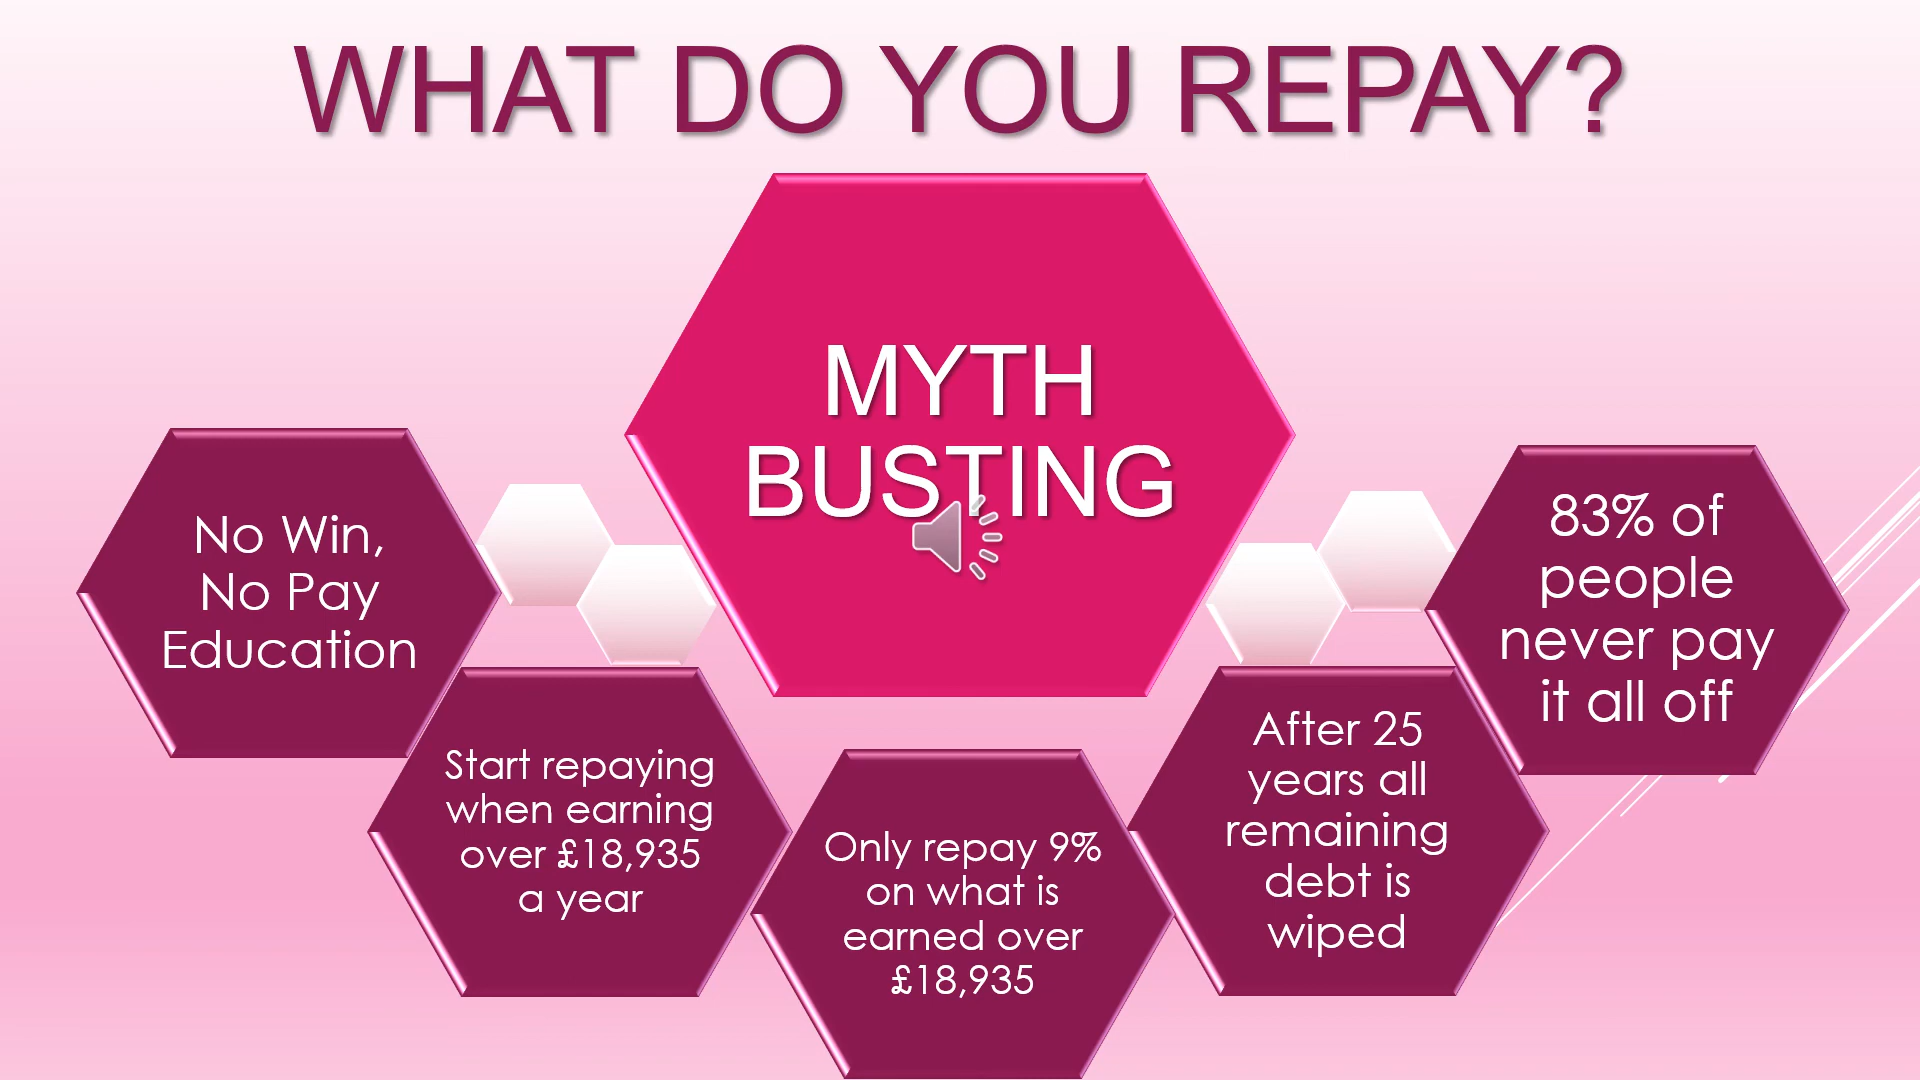 WHAT DO YOU REPAY?
MYTH
BUSTING
No Win,
No Pay
Education
Start repaying
when earning
over £18,935
a year
Only repay 9%
on what is
earned over
£18,935
After 25
years all
remaining
debt is
wiped
83% of
people
never pay
it all off